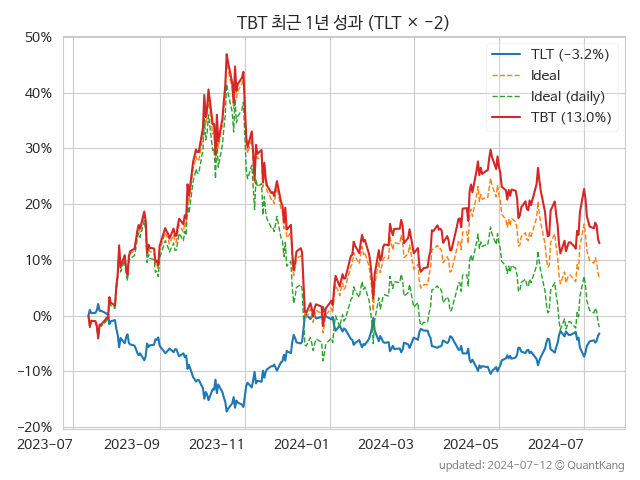 TBT 최근 1년 성과 (TLT × -2)
50%
40%
30%
20%
10%
0%
−10%
−20%
TLT (-3.2%)
Ideal
Ideal (daily)
TBT (13.0%)
2023-07 2023-09 2023-11 2024-01 2024-03 2024-05 2024-07
updated: 2024-07-12 © QuantKang